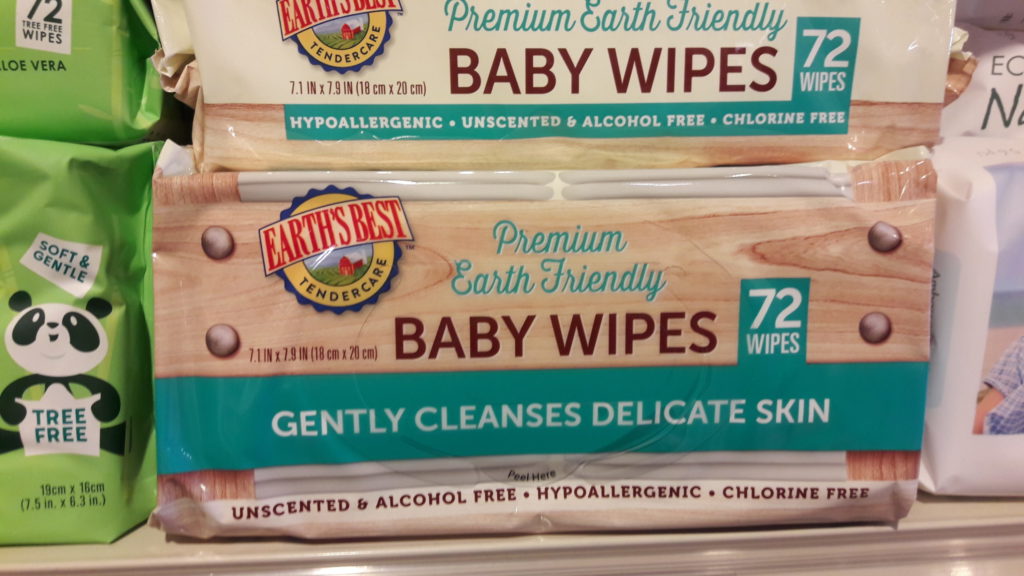 72
TREE FREE
WIPES
LOE VERA
SOFT &
GENTLE
TREE
FREE
19cm x 16cm
(7.5 in. x 6.3 in.)
EARTH'S BEST
TENDERCARE
Premium Earth Friendly
BABY WIPES
72
WIPES
7.1 IN x 7.9 IN (18 cm x 20 cm)
HYPOALLERGENIC • UNSCENTED & ALCOHOL FREE • CHLORINE FREE
EARTH'S BEST™
TENDERCARE
Premium
Earth Friendly
BABY WIPES
72
WIPES
7.1 IN x 7.9 IN (18 cm x 20 cm)
GENTLY CLEANSES DELICATE SKIN
Peel Here
UNSCENTED & ALCOHOL FREE • HYPOALLERGENIC • CHLORINE FREE